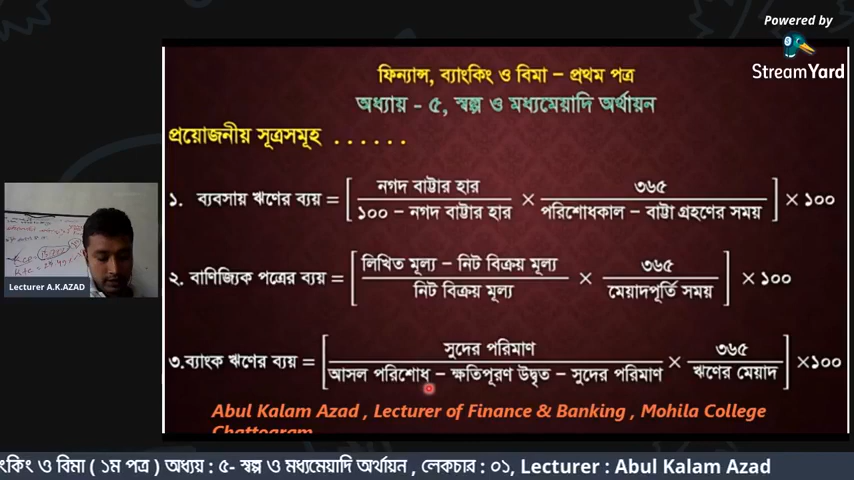 Powered by
StreamYard
ফিন্যান্স, ব্যাংকিং ও বিমা – প্রথম পত্র
অধ্যায় - ৫, স্বল্প ও মধ্যমেয়াদি অর্থায়ন
প্রয়োজনীয় সূত্রসমূহ . . . . . .
১. ব্যবসায় ঋণের ব্যয় = [ নগদ বাট্টার হার / ১০০ – নগদ বাট্টার হার × ৩৬৫ / পরিশোধকাল – বাট্টা গ্রহণের সময় ] × ১০০
২. বাণিজ্যিক পত্রের ব্যয় = [ লিখিত মূল্য – নিট বিক্রয় মূল্য / নিট বিক্রয় মূল্য × ৩৬৫ / মেয়াদপূর্তি সময় ] × ১০০
৩.ব্যাংক ঋণের ব্যয় = [ সুদের পরিমাণ / আসল পরিশোধ – ক্ষতিপূরণ উদ্বৃত – সুদের পরিমাণ × ৩৬৫ / ঋণের মেয়াদ ] ×১০০
Lecturer A.K.AZAD
Abul Kalam Azad , Lecturer of Finance & Banking , Mohila College
Chattogram
ংকিং ও বিমা ( ১ম পত্র ) অধ্যয় : ৫- স্বল্প ও মধ্যমেয়াদি অর্থায়ন , লেকচার : ০১, Lecturer : Abul Kalam Azad